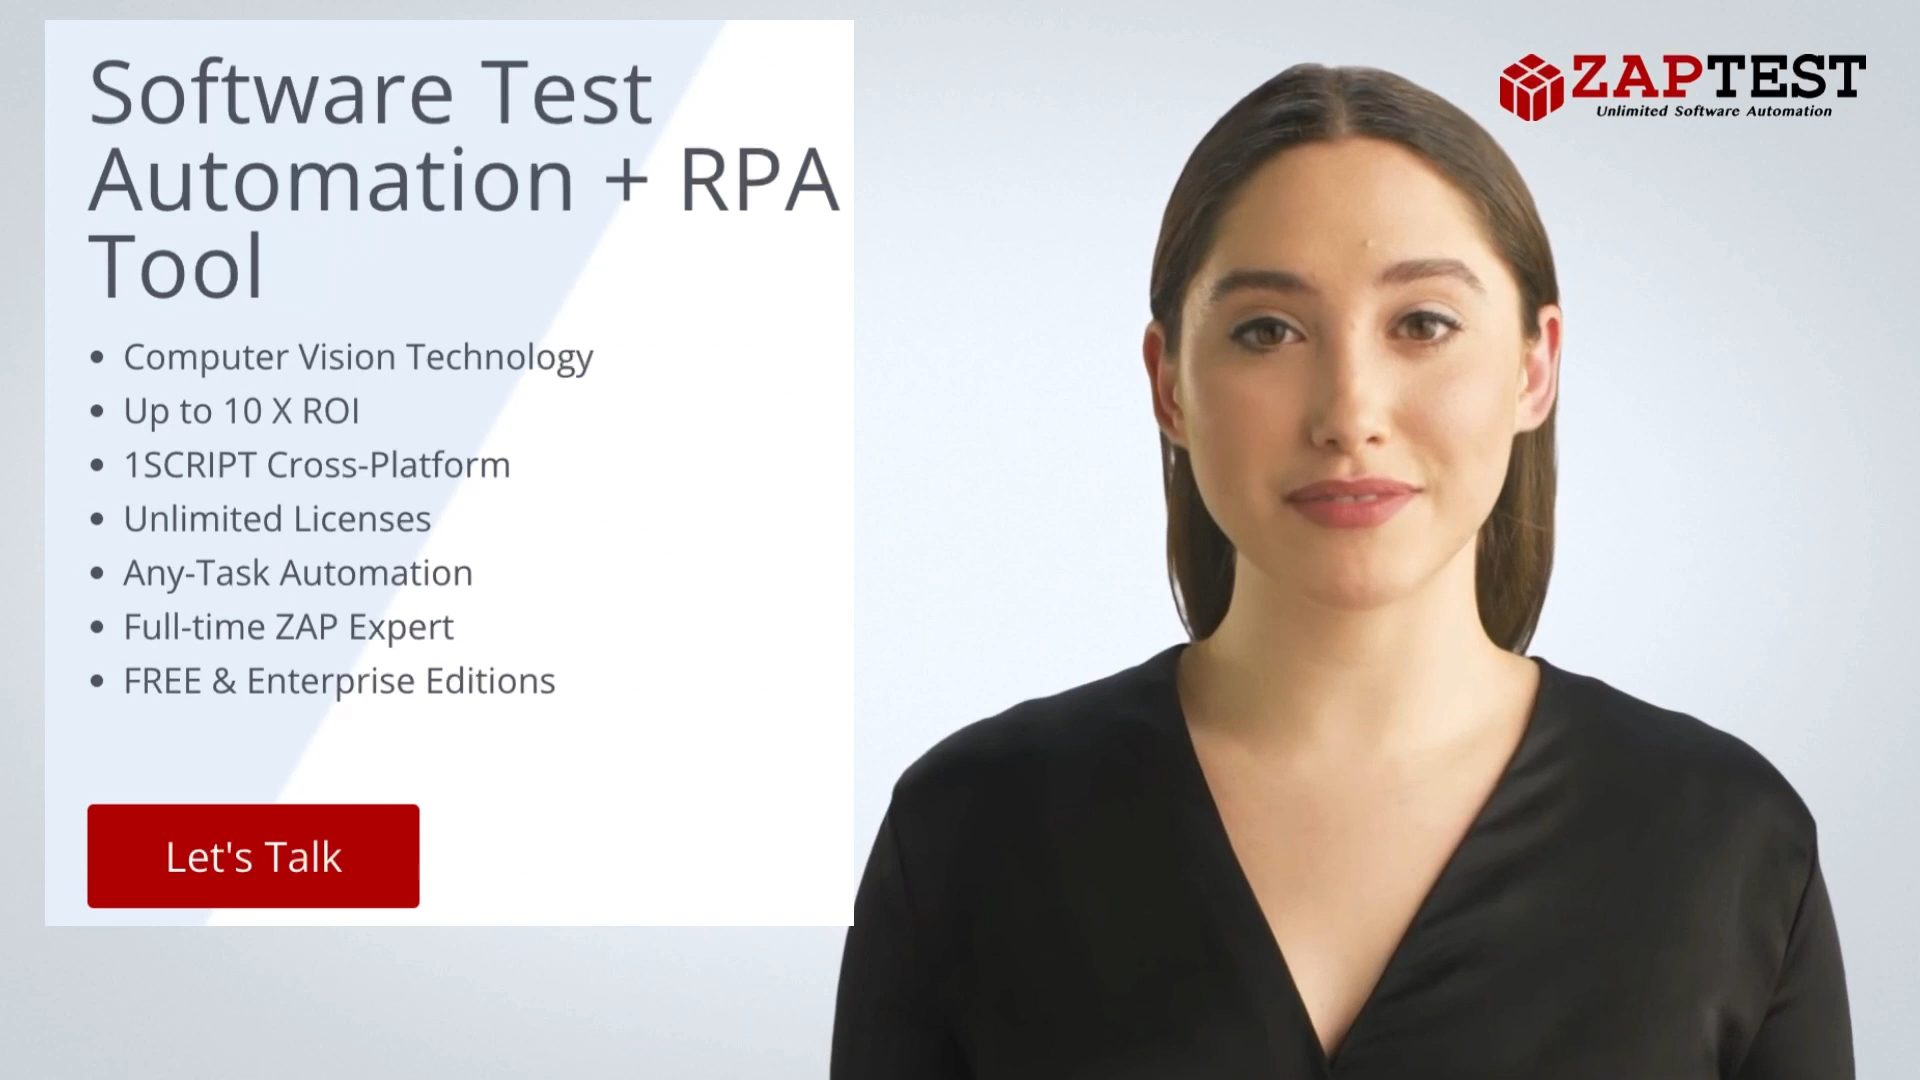 Software Test
Automation + RPA
Tool
• Computer Vision Technology
• Up to 10 X ROI
• 1SCRIPT Cross-Platform
• Unlimited Licenses
• Any-Task Automation
• Full-time ZAP Expert
• FREE & Enterprise Editions
Let's Talk
ZAPTEST
Unlimited Software Automation